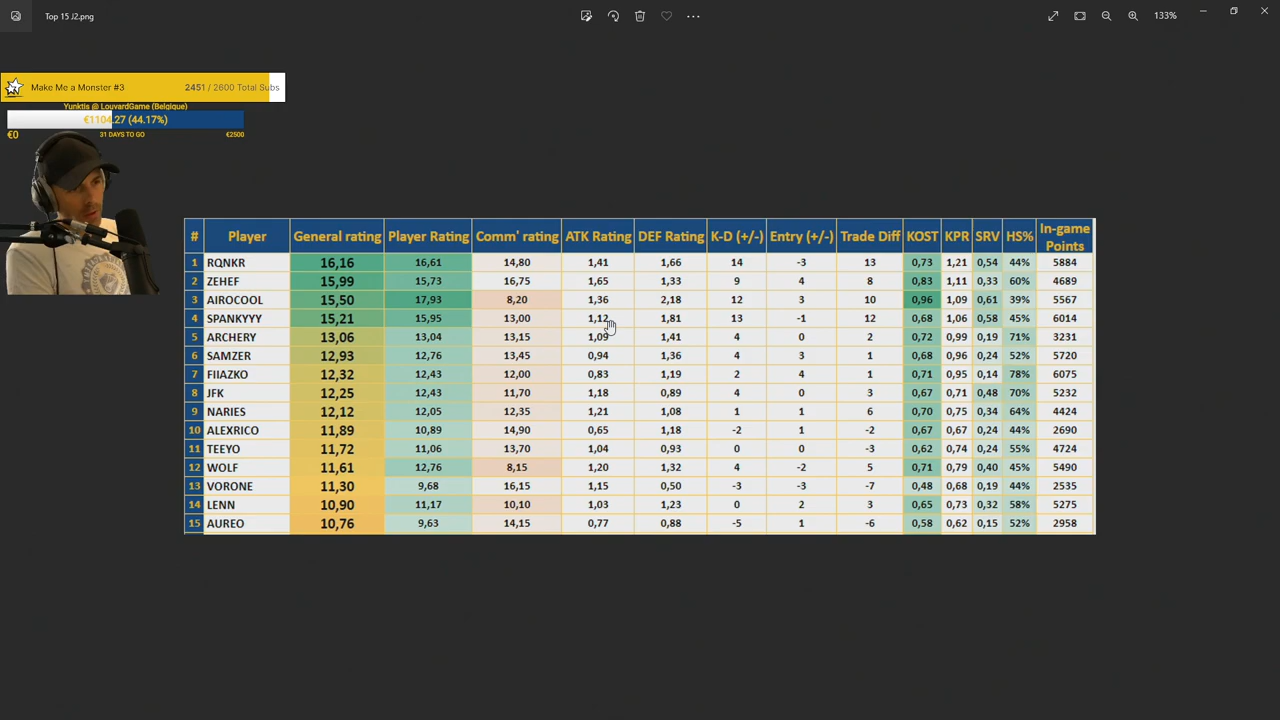 Top 15 J2.png
133%
Make Me a Monster #3 2451 / 2600 Total Subs
Yunktis @ LouvardGame (Belgique)
€1104.27 (44.17%)
€0 31 DAYS TO GO €2500
# Player General rating Player Rating Comm' rating ATK Rating DEF Rating K-D (+/-) Entry (+/-) Trade Diff KOST KPR SRV HS% In-game Points
1 RQNKR 16,16 16,61 14,80 1,41 1,66 14 -3 13 0,73 1,21 0,54 44% 5884
2 ZEHEF 15,99 15,73 16,75 1,65 1,33 9 4 8 0,83 1,11 0,33 60% 4689
3 AIROCOOL 15,50 17,93 8,20 1,36 2,18 12 3 10 0,96 1,09 0,61 39% 5567
4 SPANKYYY 15,21 15,95 13,00 1,12 1,81 13 -1 12 0,68 1,06 0,58 45% 6014
5 ARCHERY 13,06 13,04 13,15 1,09 1,41 4 0 2 0,72 0,99 0,19 71% 3231
6 SAMZER 12,93 12,76 13,45 0,94 1,36 4 3 1 0,68 0,96 0,24 52% 5720
7 FIIAZKO 12,32 12,43 12,00 0,83 1,19 2 4 1 0,71 0,95 0,14 78% 6075
8 JFK 12,25 12,43 11,70 1,18 0,89 4 0 3 0,67 0,71 0,48 70% 5232
9 NARIES 12,12 12,05 12,35 1,21 1,08 1 1 6 0,70 0,75 0,34 64% 4424
10 ALEXRICO 11,89 10,89 14,90 0,65 1,18 -2 1 -2 0,67 0,67 0,24 44% 2690
11 TEEYO 11,72 11,06 13,70 1,04 0,93 0 0 -3 0,62 0,74 0,24 55% 4724
12 WOLF 11,61 12,76 8,15 1,20 1,32 4 -2 5 0,71 0,79 0,40 45% 5490
13 VORONE 11,30 9,68 16,15 1,15 0,50 -3 -3 -7 0,48 0,68 0,19 44% 2535
14 LENN 10,90 11,17 10,10 1,03 1,23 0 2 3 0,65 0,73 0,32 58% 5275
15 AUREO 10,76 9,63 14,15 0,77 0,88 -5 1 -6 0,58 0,62 0,15 52% 2958